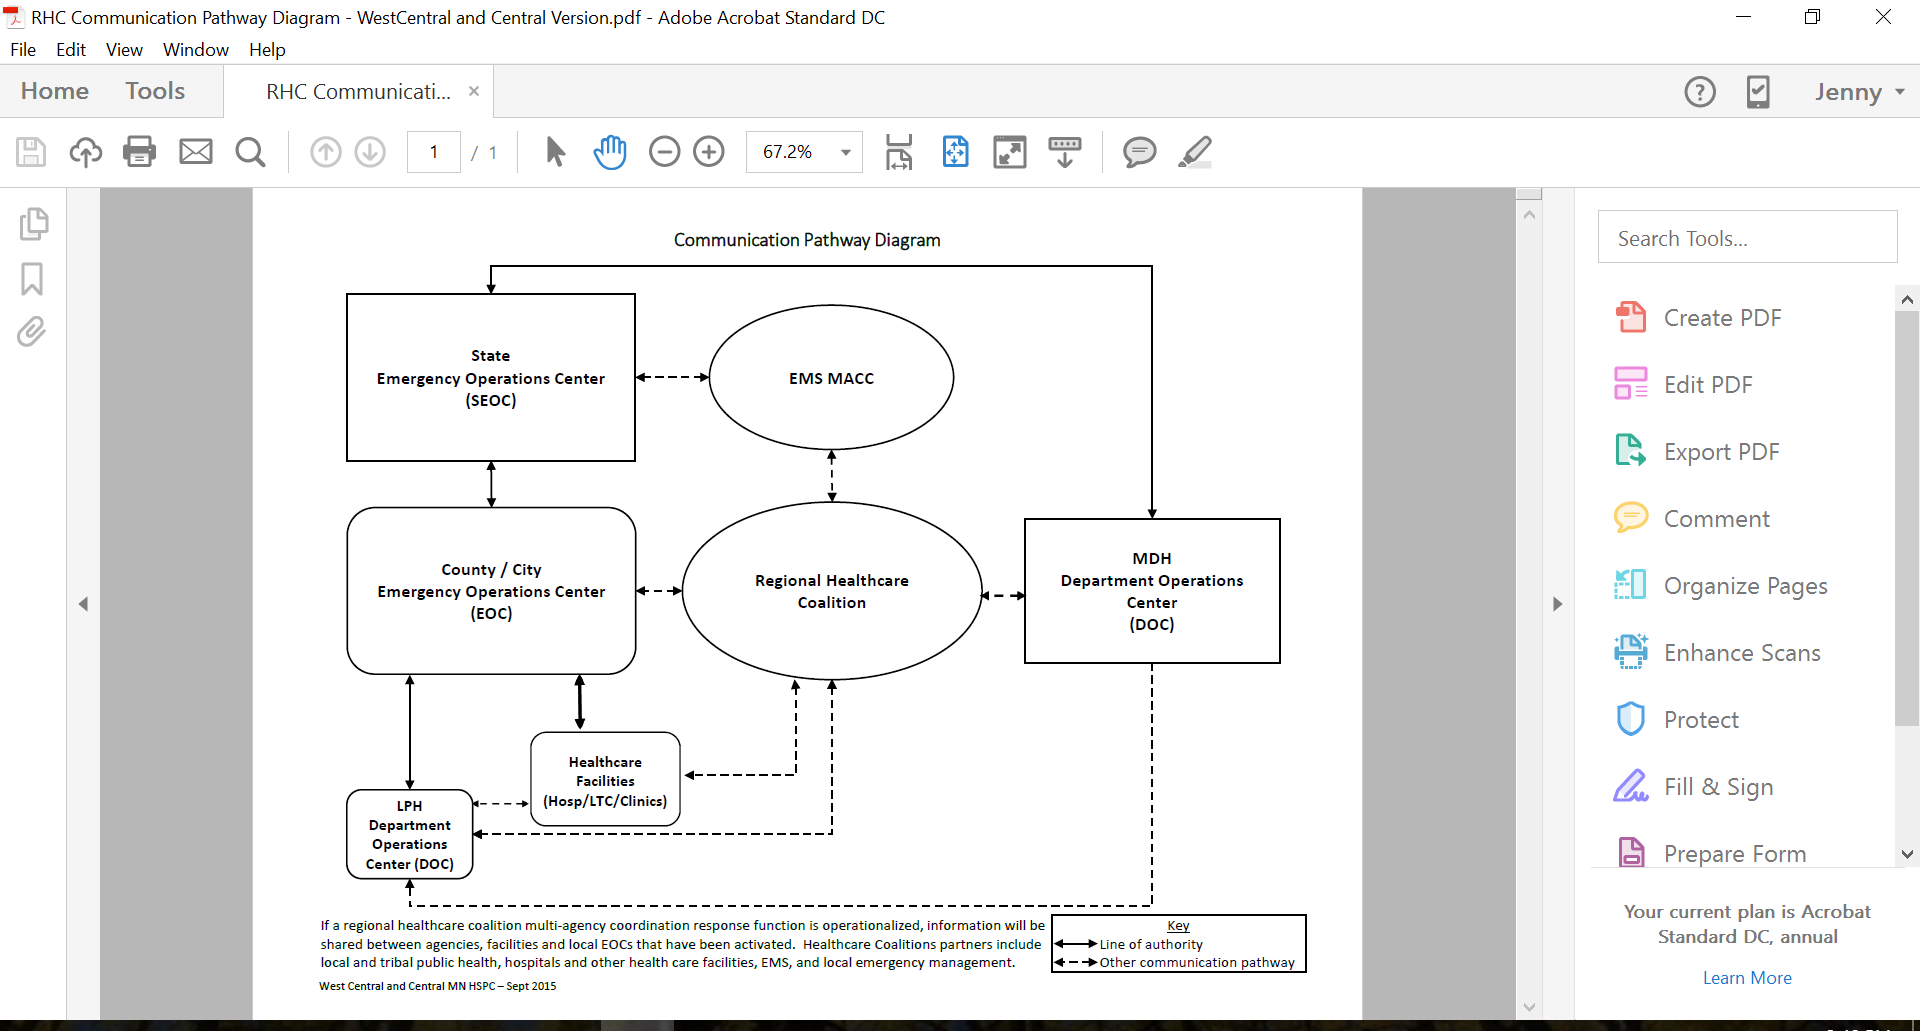 RHC Communication Pathway Diagram - WestCentral and Central Version.pdf - Adobe Acrobat Standard DC
File Edit View Window Help
Home Tools RHC Communicati... × Jenny
1 / 1 67.2%
Communication Pathway Diagram
State
Emergency Operations Center
(SEOC)
EMS MACC
County / City
Emergency Operations Center
(EOC)
Regional Healthcare
Coalition
MDH
Department Operations
Center
(DOC)
Healthcare
Facilities
(Hosp/LTC/Clinics)
LPH
Department
Operations
Center (DOC)
If a regional healthcare coalition multi-agency coordination response function is operationalized, information will be
shared between agencies, facilities and local EOCs that have been activated. Healthcare Coalitions partners include
local and tribal public health, hospitals and other health care facilities, EMS, and local emergency management.
West Central and Central MN HSPC – Sept 2015
Key
Line of authority
Other communication pathway
Search Tools...
Create PDF
Edit PDF
Export PDF
Comment
Organize Pages
Enhance Scans
Protect
Fill & Sign
Prepare Form
Your current plan is Acrobat
Standard DC, annual
Learn More